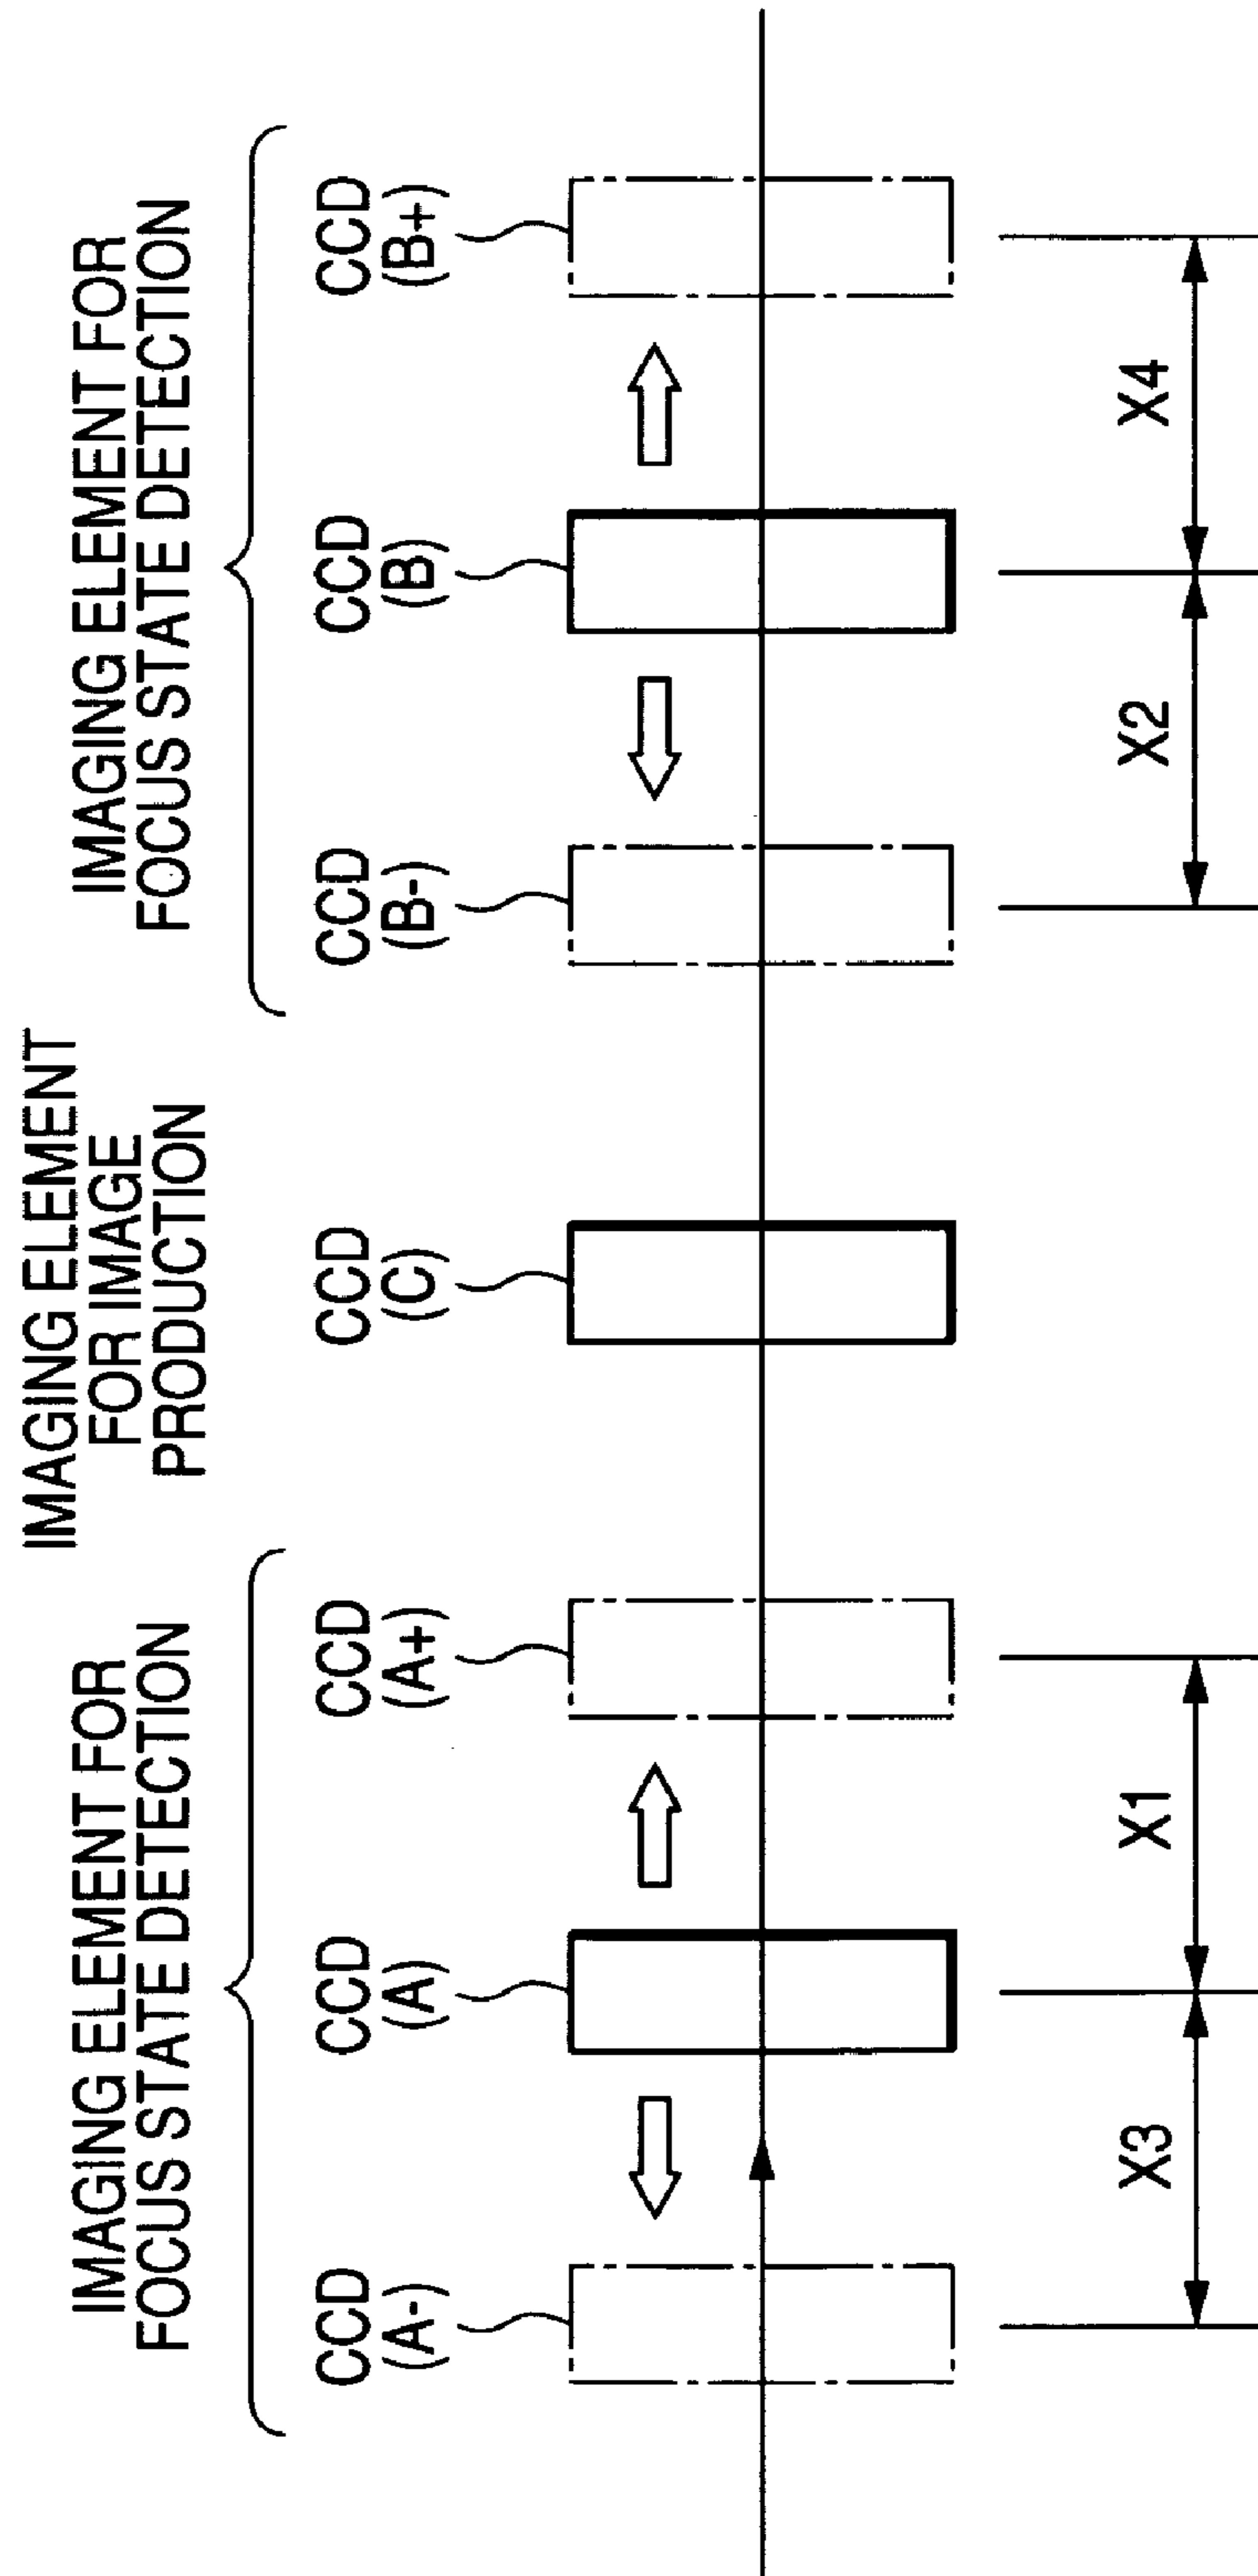 IMAGING ELEMENT FOR
FOCUS STATE DETECTION
IMAGING ELEMENT
FOR IMAGE
PRODUCTION
IMAGING ELEMENT FOR
FOCUS STATE DETECTION
CCD
(A-)
CCD
(A)
CCD
(A+)
CCD
(C)
CCD
(B-)
CCD
(B)
CCD
(B+)
X3
X1
X2
X4